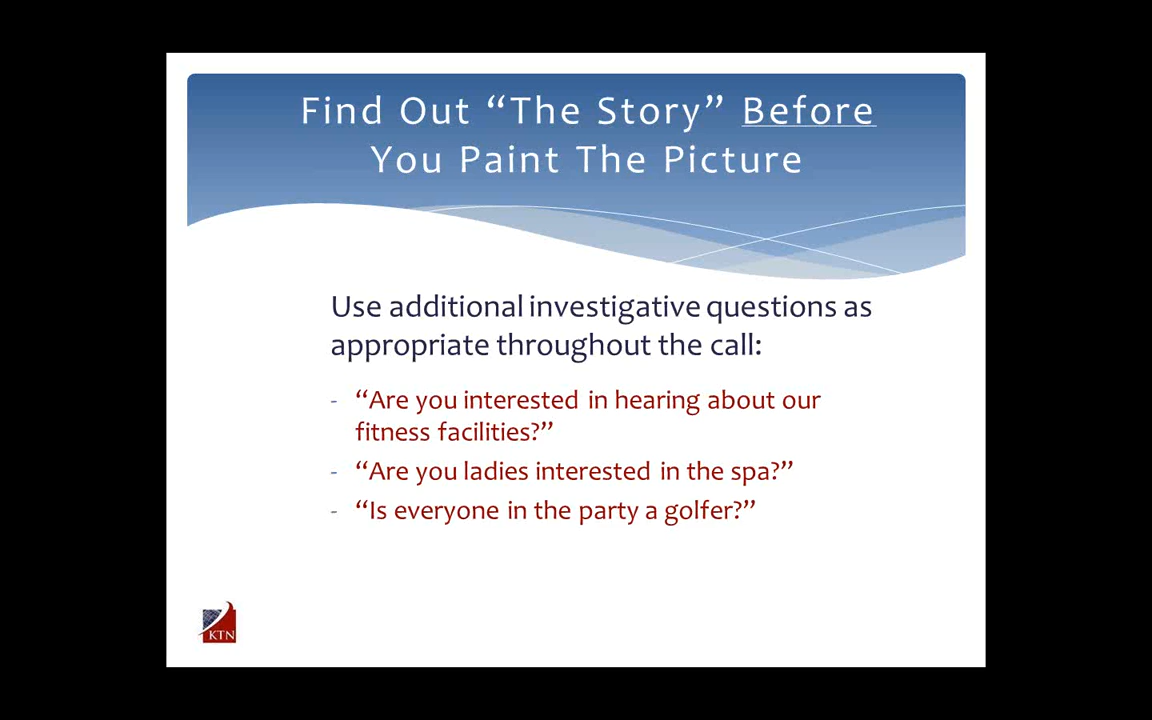 Find Out “The Story” Before
You Paint The Picture
Use additional investigative questions as
appropriate throughout the call:
- “Are you interested in hearing about our
fitness facilities?”
- “Are you ladies interested in the spa?”
- “Is everyone in the party a golfer?”
KTN